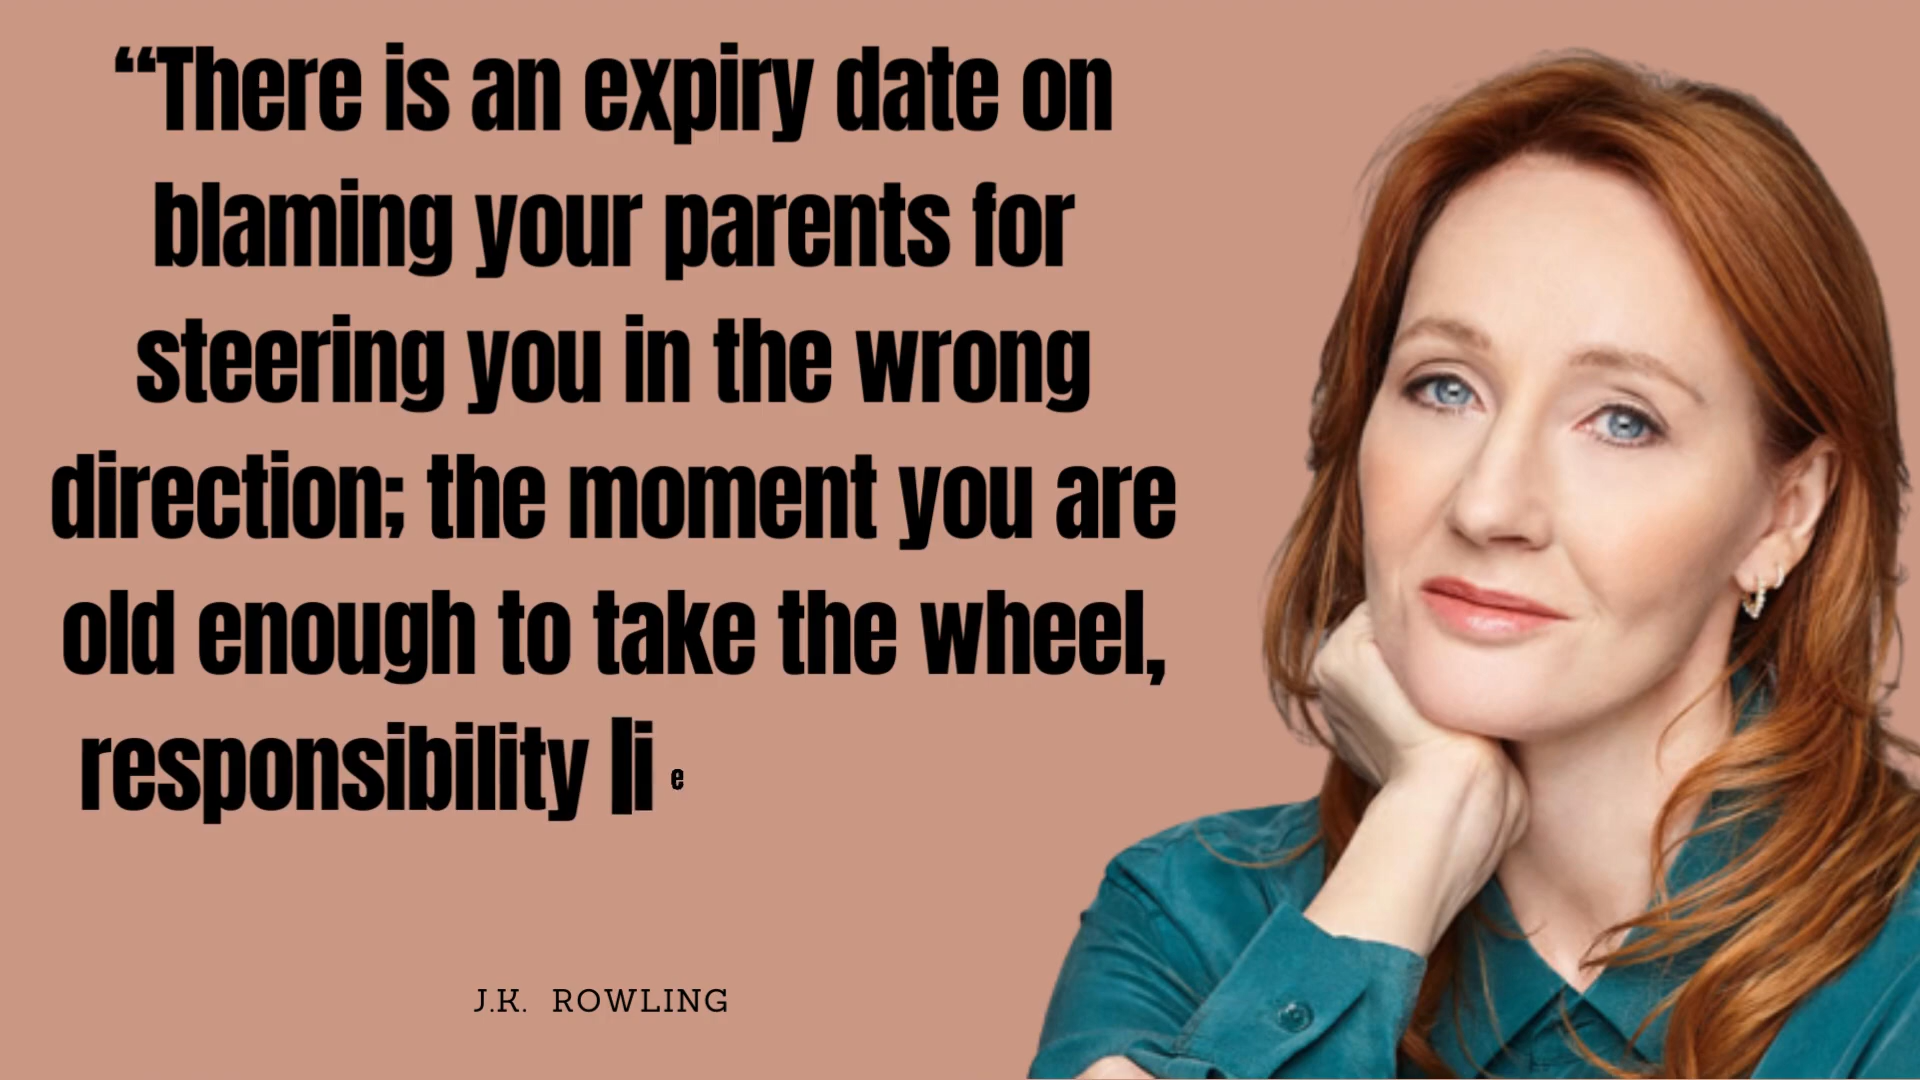 “There is an expiry date on
blaming your parents for
steering you in the wrong
direction; the moment you are
old enough to take the wheel,
responsibility li e
J.K. ROWLING